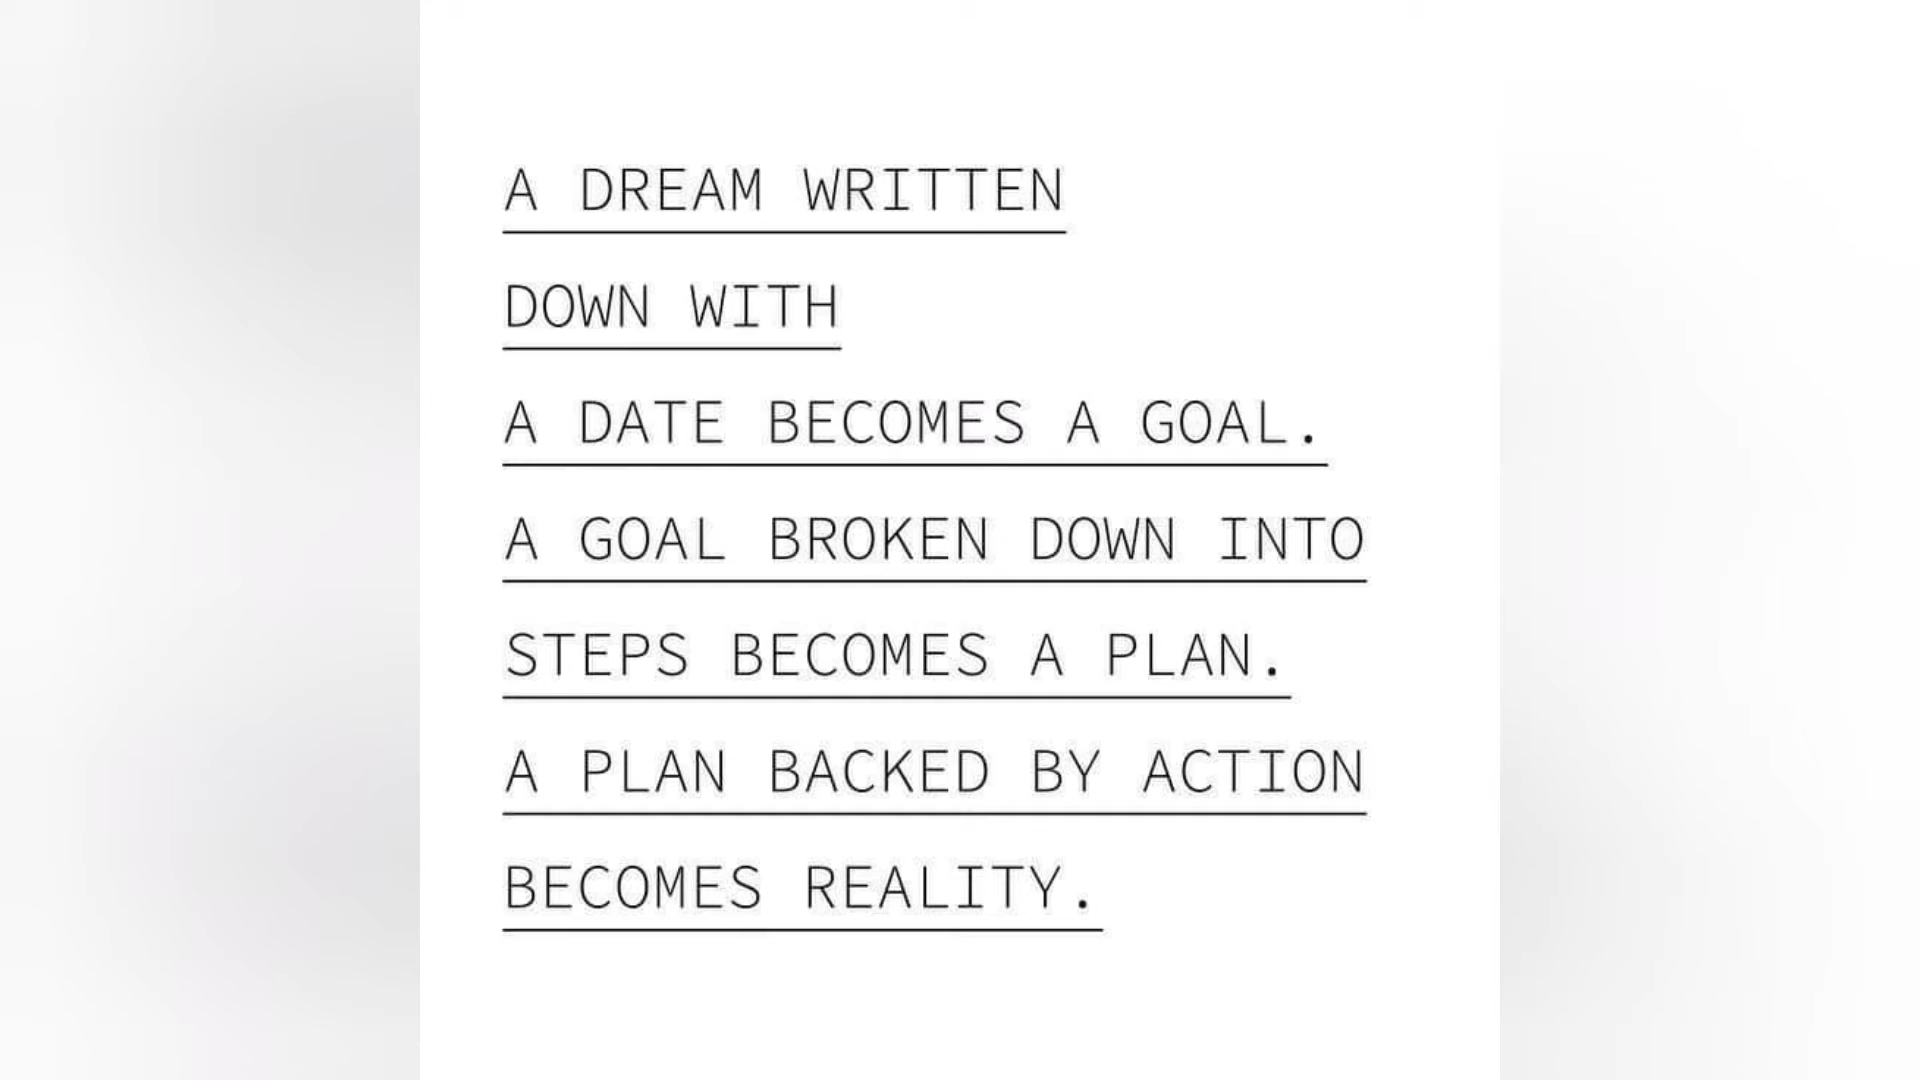 A DREAM WRITTEN
DOWN WITH
A DATE BECOMES A GOAL.
A GOAL BROKEN DOWN INTO
STEPS BECOMES A PLAN.
A PLAN BACKED BY ACTION
BECOMES REALITY.